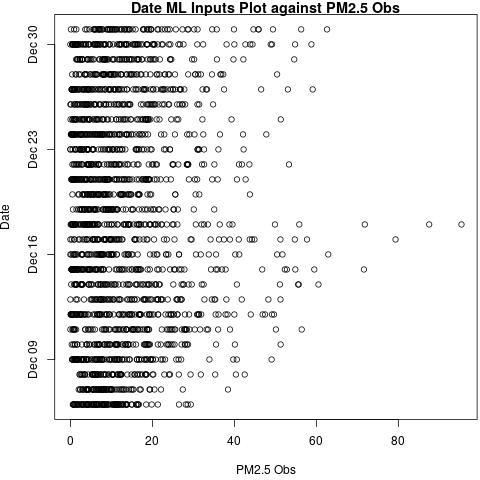 Date ML Inputs Plot against PM2.5 Obs
Dec 30
Dec 23
Dec 16
Dec 09
Date
0 20 40 60 80
PM2.5 Obs